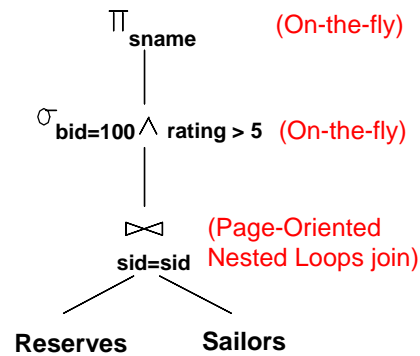 π sname (On-the-fly)
σ bid=100 ∧ rating > 5 (On-the-fly)
⋈ (Page-Oriented
sid=sid Nested Loops join)
Reserves Sailors